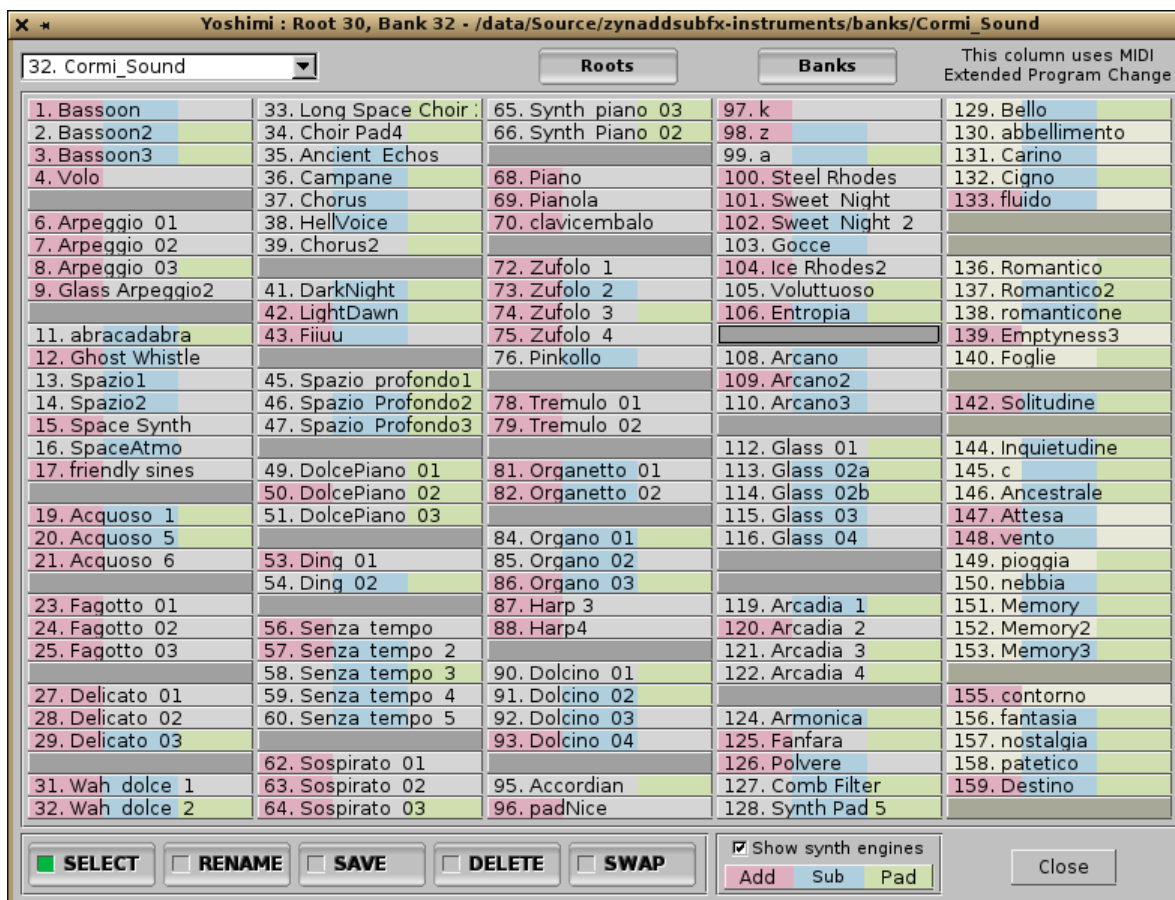 Yoshimi : Root 30, Bank 32 - /data/Source/zynaddsubfx-instruments/banks/Cormi_Sound
32. Cormi_Sound
Roots
Banks
This column uses MIDI
Extended Program Change
1. Bassoon
2. Bassoon2
3. Bassoon3
4. Volo
6. Arpeggio 01
7. Arpeggio 02
8. Arpeggio 03
9. Glass Arpeggio2
11. abracadabra
12. Ghost Whistle
13. Spazio1
14. Spazio2
15. Space Synth
16. SpaceAtmo
17. friendly sines
19. Acquoso 1
20. Acquoso 5
21. Acquoso 6
23. Fagotto 01
24. Fagotto 02
25. Fagotto 03
27. Delicato 01
28. Delicato 02
29. Delicato 03
31. Wah dolce 1
32. Wah dolce 2
33. Long Space Choir
34. Choir Pad4
35. Ancient Echos
36. Campane
37. Chorus
38. HellVoice
39. Chorus2
41. DarkNight
42. LightDawn
43. Fiiuu
45. Spazio profondo1
46. Spazio Profondo2
47. Spazio Profondo3
49. DolcePiano 01
50. DolcePiano 02
51. DolcePiano 03
53. Ding 01
54. Ding 02
56. Senza tempo
57. Senza tempo 2
58. Senza tempo 3
59. Senza tempo 4
60. Senza tempo 5
62. Sospirato 01
63. Sospirato 02
64. Sospirato 03
65. Synth piano 03
66. Synth Piano 02
68. Piano
69. Pianola
70. clavicembalo
72. Zufolo 1
73. Zufolo 2
74. Zufolo 3
75. Zufolo 4
76. Pinkollo
78. Tremulo 01
79. Tremulo 02
81. Organetto 01
82. Organetto 02
84. Organo 01
85. Organo 02
86. Organo 03
87. Harp 3
88. Harp4
90. Dolcino 01
91. Dolcino 02
92. Dolcino 03
93. Dolcino 04
95. Accordian
96. padNice
97. k
98. z
99. a
100. Steel Rhodes
101. Sweet Night
102. Sweet Night 2
103. Gocce
104. Ice Rhodes2
105. Voluttuoso
106. Entropia
108. Arcano
109. Arcano2
110. Arcano3
112. Glass 01
113. Glass 02a
114. Glass 02b
115. Glass 03
116. Glass 04
119. Arcadia 1
120. Arcadia 2
121. Arcadia 3
122. Arcadia 4
124. Armonica
125. Fanfara
126. Polvere
127. Comb Filter
128. Synth Pad 5
129. Bello
130. abbellimento
131. Carino
132. Cigno
133. fluido
136. Romantico
137. Romantico2
138. romanticone
139. Emptyness3
140. Foglie
142. Solitudine
144. Inquietudine
145. c
146. Ancestrale
147. Attesa
148. vento
149. pioggia
150. nebbia
151. Memory
152. Memory2
153. Memory3
155. contorno
156. fantasia
157. nostalgia
158. patetico
159. Destino
SELECT
RENAME
SAVE
DELETE
SWAP
Show synth engines
Add Sub Pad
Close